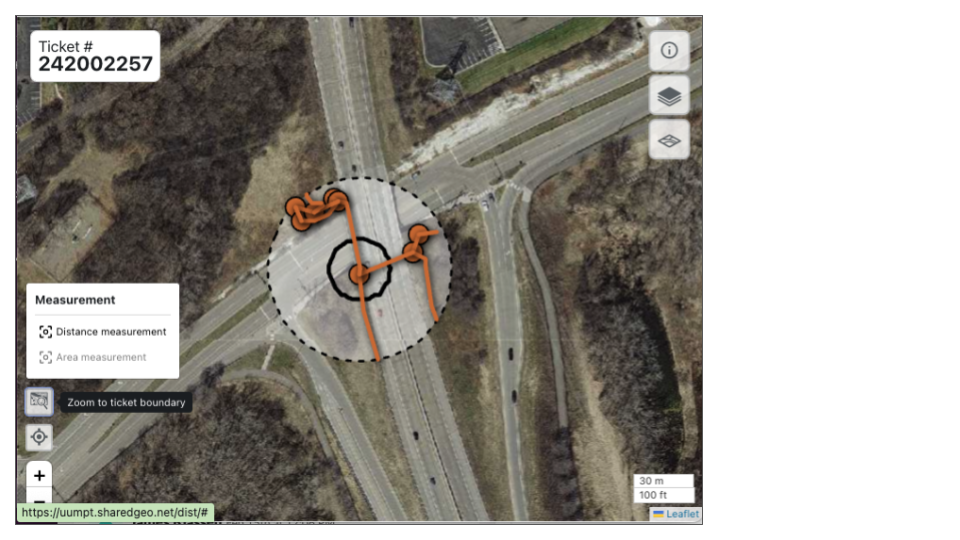 Ticket #
242002257
Measurement
Distance measurement
Area measurement
Zoom to ticket boundary
+
−
30 m
100 ft
https://uumpt.sharedgeo.net/dist/#
Leaflet